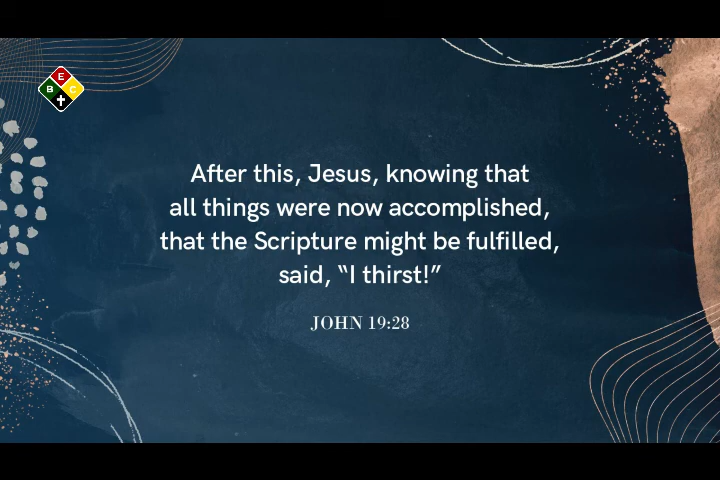 E
B C
After this, Jesus, knowing that
all things were now accomplished,
that the Scripture might be fulfilled,
said, “I thirst!”
JOHN 19:28